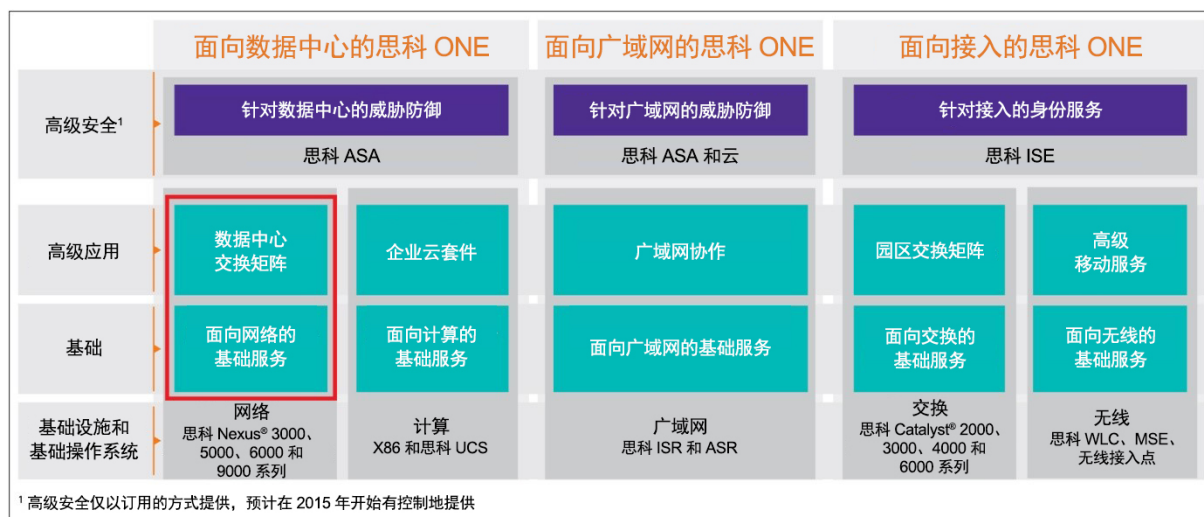 面向数据中心的思科 ONE
面向广域网的思科 ONE
面向接入的思科 ONE
高级安全¹
针对数据中心的威胁防御
针对广域网的威胁防御
针对接入的身份服务
思科 ASA
思科 ASA 和云
思科 ISE
高级应用
数据中心
交换矩阵
企业云套件
广域网协作
园区交换矩阵
高级
移动服务
基础
面向网络的
基础服务
面向计算的
基础服务
面向广域网的基础服务
面向交换的
基础服务
面向无线的
基础服务
基础设施和
基础操作系统
网络
思科 Nexus® 3000、
5000、6000 和
9000 系列
计算
X86 和思科 UCS
广域网
思科 ISR 和 ASR
交换
思科 Catalyst® 2000、
3000、4000 和
6000 系列
无线
思科 WLC、MSE、
无线接入点
¹ 高级安全仅以订用的方式提供，预计在 2015 年开始有控制地提供